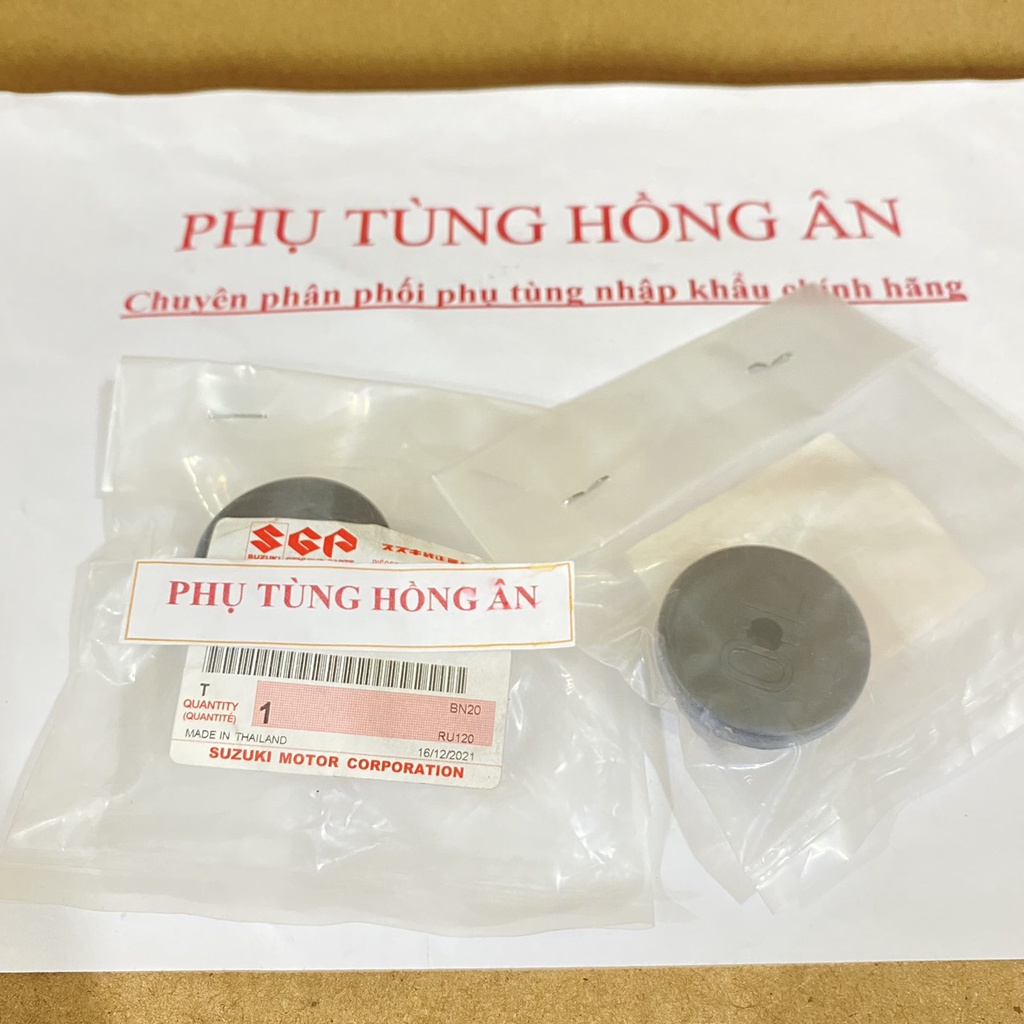 PHỤ TÙNG HỒNG ÂN
Chuyên phân phối phụ tùng nhập khẩu chính hãng
SGP
PHỤ TÙNG HỒNG ÂN
T
QUANTITY
(QUANTITÉ)
1
BN20
RU120
MADE IN THAILAND
16/12/2021
SUZUKI MOTOR CORPORATION
OIL